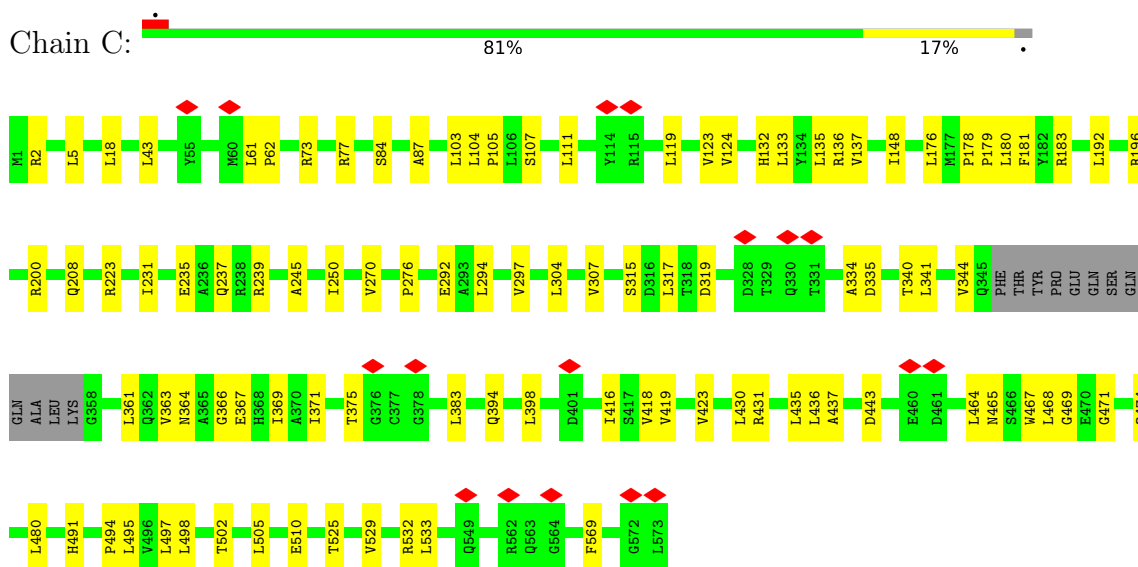 Chain C:
81% 17%
M1 R2 L5 L18 L43 Y55 M60 L61 P62 R73 R77 S84 A87 L103 L104 P105 L106 S107 L111 Y114 R115 L119 V123 V124 H132 L133 Y134 L135 R136 V137 I148 L176 M177 P178 P179 L180 F181 Y182 R183 L192 R196
R200 Q208 R223 I231 E235 A236 Q237 R238 R239 A245 I250 V270 P276 E292 A293 L294 V297 L304 V307 S315 D316 L317 T318 D319 D328 T329 Q330 T331 A334 D335 T340 L341 V344 Q345 PHE THR TYR PRO GLU GLN SER GLN
GLN ALA LEU LYS G358 L361 Q362 V363 N364 A365 G366 E367 H368 I369 A370 I371 T375 G376 C377 G378 L383 Q394 L398 D401 I416 S417 V418 V419 V423 L430 R431 L435 L436 A437 D443 E460 D461 L464 N465 S466 W467 L468 G469 E470 G471
L480 H491 P494 L495 V496 L497 L498 T502 L505 E510 T525 V529 R532 L533 Q549 R562 Q563 G564 F569 G572 L573